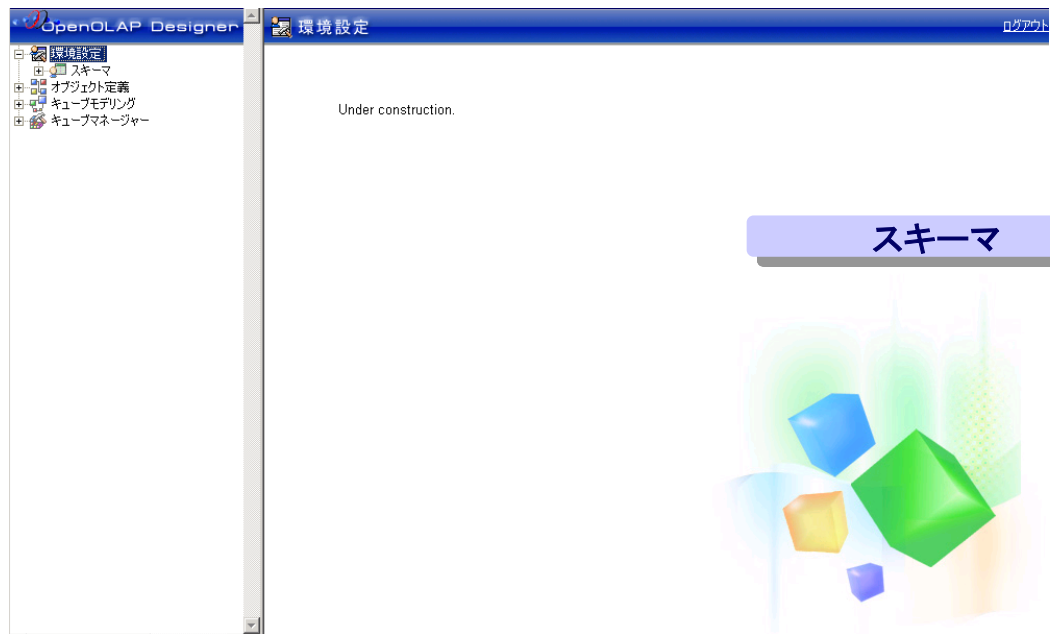 OpenOLAP Designer
環境設定
スキーマ
オブジェクト定義
キューブモデリング
キューブマネージャー
環境設定
ログアウト
Under construction.
スキーマ